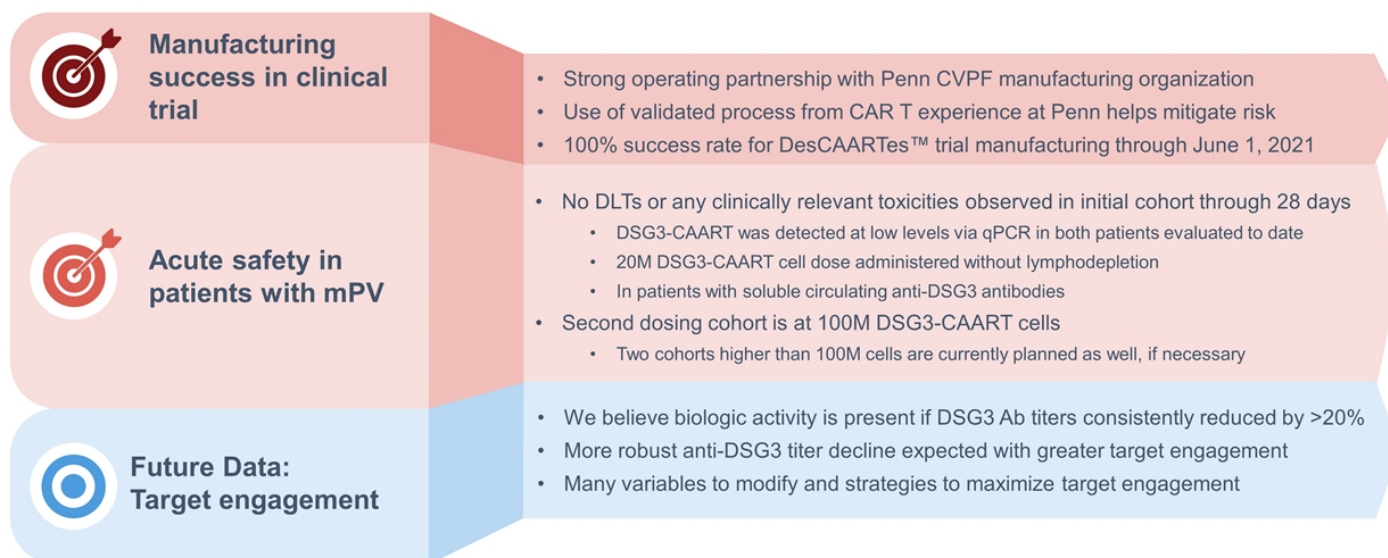 Manufacturing
success in clinical
trial
• Strong operating partnership with Penn CVPF manufacturing organization
• Use of validated process from CAR T experience at Penn helps mitigate risk
• 100% success rate for DesCAARTes™ trial manufacturing through June 1, 2021
Acute safety in
patients with mPV
• No DLTs or any clinically relevant toxicities observed in initial cohort through 28 days
• DSG3-CAART was detected at low levels via qPCR in both patients evaluated to date
• 20M DSG3-CAART cell dose administered without lymphodepletion
• In patients with soluble circulating anti-DSG3 antibodies
• Second dosing cohort is at 100M DSG3-CAART cells
• Two cohorts higher than 100M cells are currently planned as well, if necessary
Future Data:
Target engagement
• We believe biologic activity is present if DSG3 Ab titers consistently reduced by >20%
• More robust anti-DSG3 titer decline expected with greater target engagement
• Many variables to modify and strategies to maximize target engagement